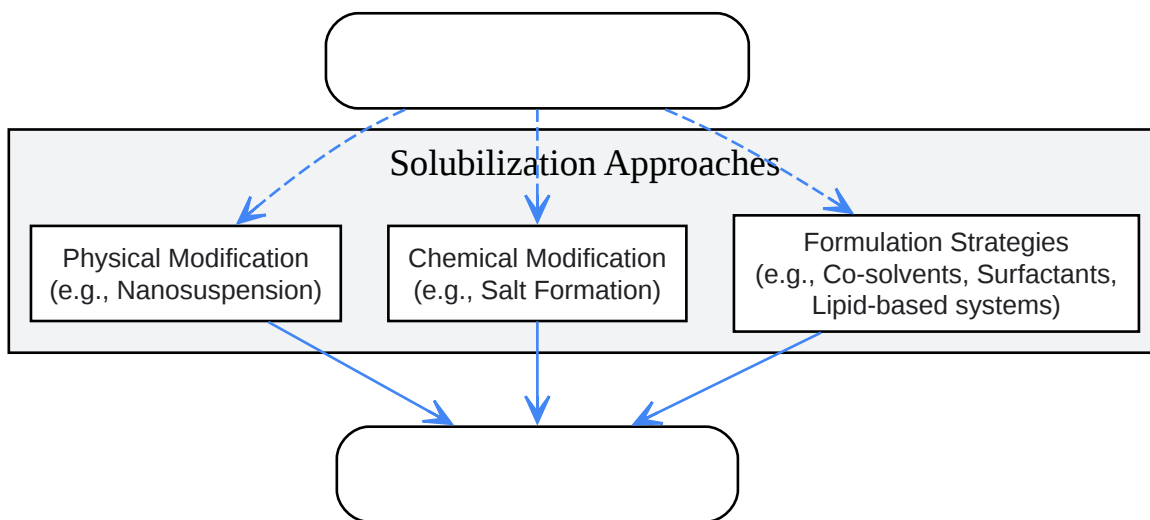 Solubilization Approaches
Physical Modification
(e.g., Nanosuspension)
Chemical Modification
(e.g., Salt Formation)
Formulation Strategies
(e.g., Co-solvents, Surfactants,
Lipid-based systems)